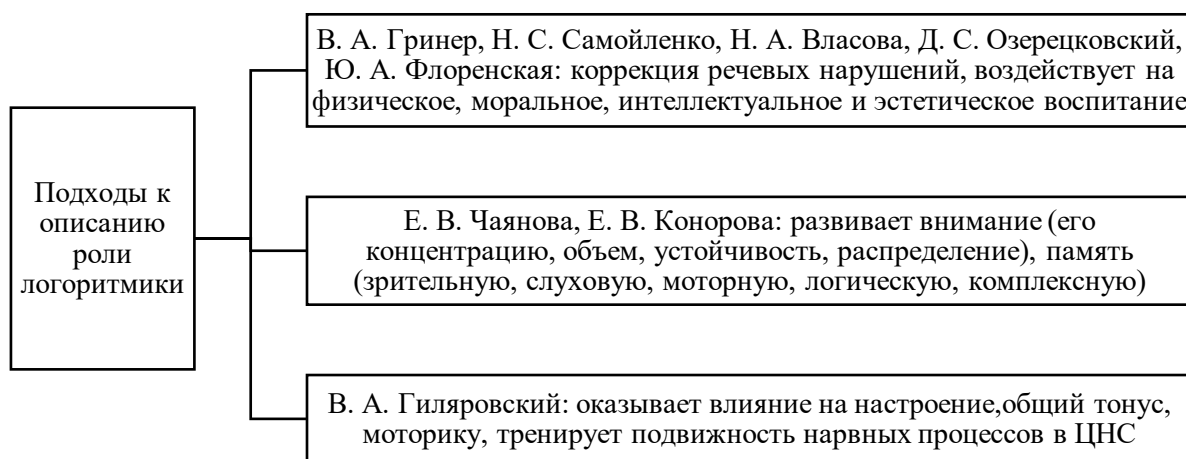 Подходы к
описанию
роли
логоритмики
В. А. Гринер, Н. С. Самойленко, Н. А. Власова, Д. С. Озерецковский,
Ю. А. Флоренская: коррекция речевых нарушений, воздействует на
физическое, моральное, интеллектуальное и эстетическое воспитание
Е. В. Чаянова, Е. В. Конорова: развивает внимание (его
концентрацию, объем, устойчивость, распределение), память
(зрительную, слуховую, моторную, логическую, комплексную)
В. А. Гиляровский: оказывает влияние на настроение,общий тонус,
моторику, тренирует подвижность нарвных процессов в ЦНС